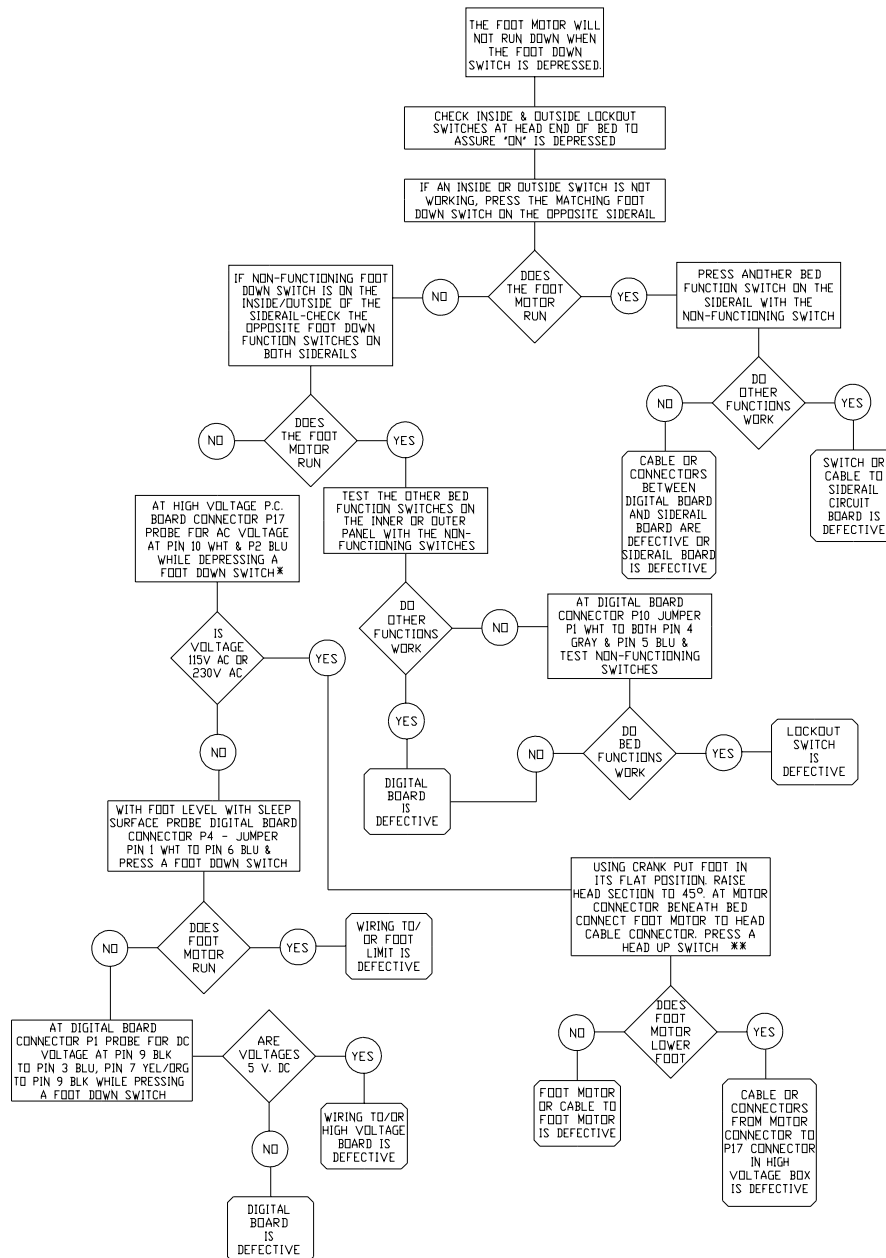 THE FOOT MOTOR WILL
NOT RUN DOWN WHEN
THE FOOT DOWN
SWITCH IS DEPRESSED.
CHECK INSIDE & OUTSIDE LOCKOUT
SWITCHES AT HEAD END OF BED TO
ASSURE "ON" IS DEPRESSED
IF AN INSIDE OR OUTSIDE SWITCH IS NOT
WORKING, PRESS THE MATCHING FOOT
DOWN SWITCH ON THE OPPOSITE SIDERAIL
DOES
THE FOOT
MOTOR
RUN
NO
YES
IF NON-FUNCTIONING FOOT
DOWN SWITCH IS ON THE
INSIDE/OUTSIDE OF THE
SIDERAIL-CHECK THE
OPPOSITE FOOT DOWN
FUNCTION SWITCHES ON
BOTH SIDERAILS
PRESS ANOTHER BED
FUNCTION SWITCH ON THE
SIDERAIL WITH THE
NON-FUNCTIONING SWITCH
DO
OTHER
FUNCTIONS
WORK
NO
YES
CABLE OR
CONNECTORS
BETWEEN
DIGITAL BOARD
AND SIDERAIL
BOARD ARE
DEFECTIVE OR
SIDERAIL BOARD
IS DEFECTIVE
SWITCH OR
CABLE TO
SIDERAIL
CIRCUIT
BOARD IS
DEFECTIVE
DOES
THE FOOT
MOTOR
RUN
NO
YES
AT HIGH VOLTAGE P.C.
BOARD CONNECTOR P17
PROBE FOR AC VOLTAGE
AT PIN 10 WHT & P2 BLU
WHILE DEPRESSING A
FOOT DOWN SWITCH*
TEST THE OTHER BED
FUNCTION SWITCHES ON
THE INNER OR OUTER
PANEL WITH THE NON-
FUNCTIONING SWITCHES
DO
OTHER
FUNCTIONS
WORK
NO
YES
AT DIGITAL BOARD
CONNECTOR P10 JUMPER
P1 WHT TO BOTH PIN 4
GRAY & PIN 5 BLU &
TEST NON-FUNCTIONING
SWITCHES
DO
BED
FUNCTIONS
WORK
NO
YES
LOCKOUT
SWITCH
IS
DEFECTIVE
DIGITAL
BOARD
IS
DEFECTIVE
IS
VOLTAGE
115V AC OR
230V AC
YES
NO
WITH FOOT LEVEL WITH SLEEP
SURFACE PROBE DIGITAL BOARD
CONNECTOR P4 - JUMPER
PIN 1 WHT TO PIN 6 BLU &
PRESS A FOOT DOWN SWITCH
USING CRANK PUT FOOT IN
ITS FLAT POSITION. RAISE
HEAD SECTION TO 45°. AT MOTOR
CONNECTOR BENEATH BED
CONNECT FOOT MOTOR TO HEAD
CABLE CONNECTOR. PRESS A
HEAD UP SWITCH **
DOES
FOOT
MOTOR
RUN
NO
YES
WIRING TO/
OR FOOT
LIMIT IS
DEFECTIVE
DOES
FOOT
MOTOR
LOWER
FOOT
NO
YES
FOOT MOTOR
OR CABLE TO
FOOT MOTOR
IS DEFECTIVE
CABLE OR
CONNECTORS
FROM MOTOR
CONNECTOR TO
P17 CONNECTOR
IN HIGH
VOLTAGE BOX
IS DEFECTIVE
AT DIGITAL BOARD
CONNECTOR P1 PROBE FOR DC
VOLTAGE AT PIN 9 BLK
TO PIN 3 BLU, PIN 7 YEL/ORG
TO PIN 9 BLK WHILE PRESSING
A FOOT DOWN SWITCH
ARE
VOLTAGES
5 V. DC
YES
NO
WIRING TO/OR
HIGH VOLTAGE
BOARD IS
DEFECTIVE
DIGITAL
BOARD
IS
DEFECTIVE